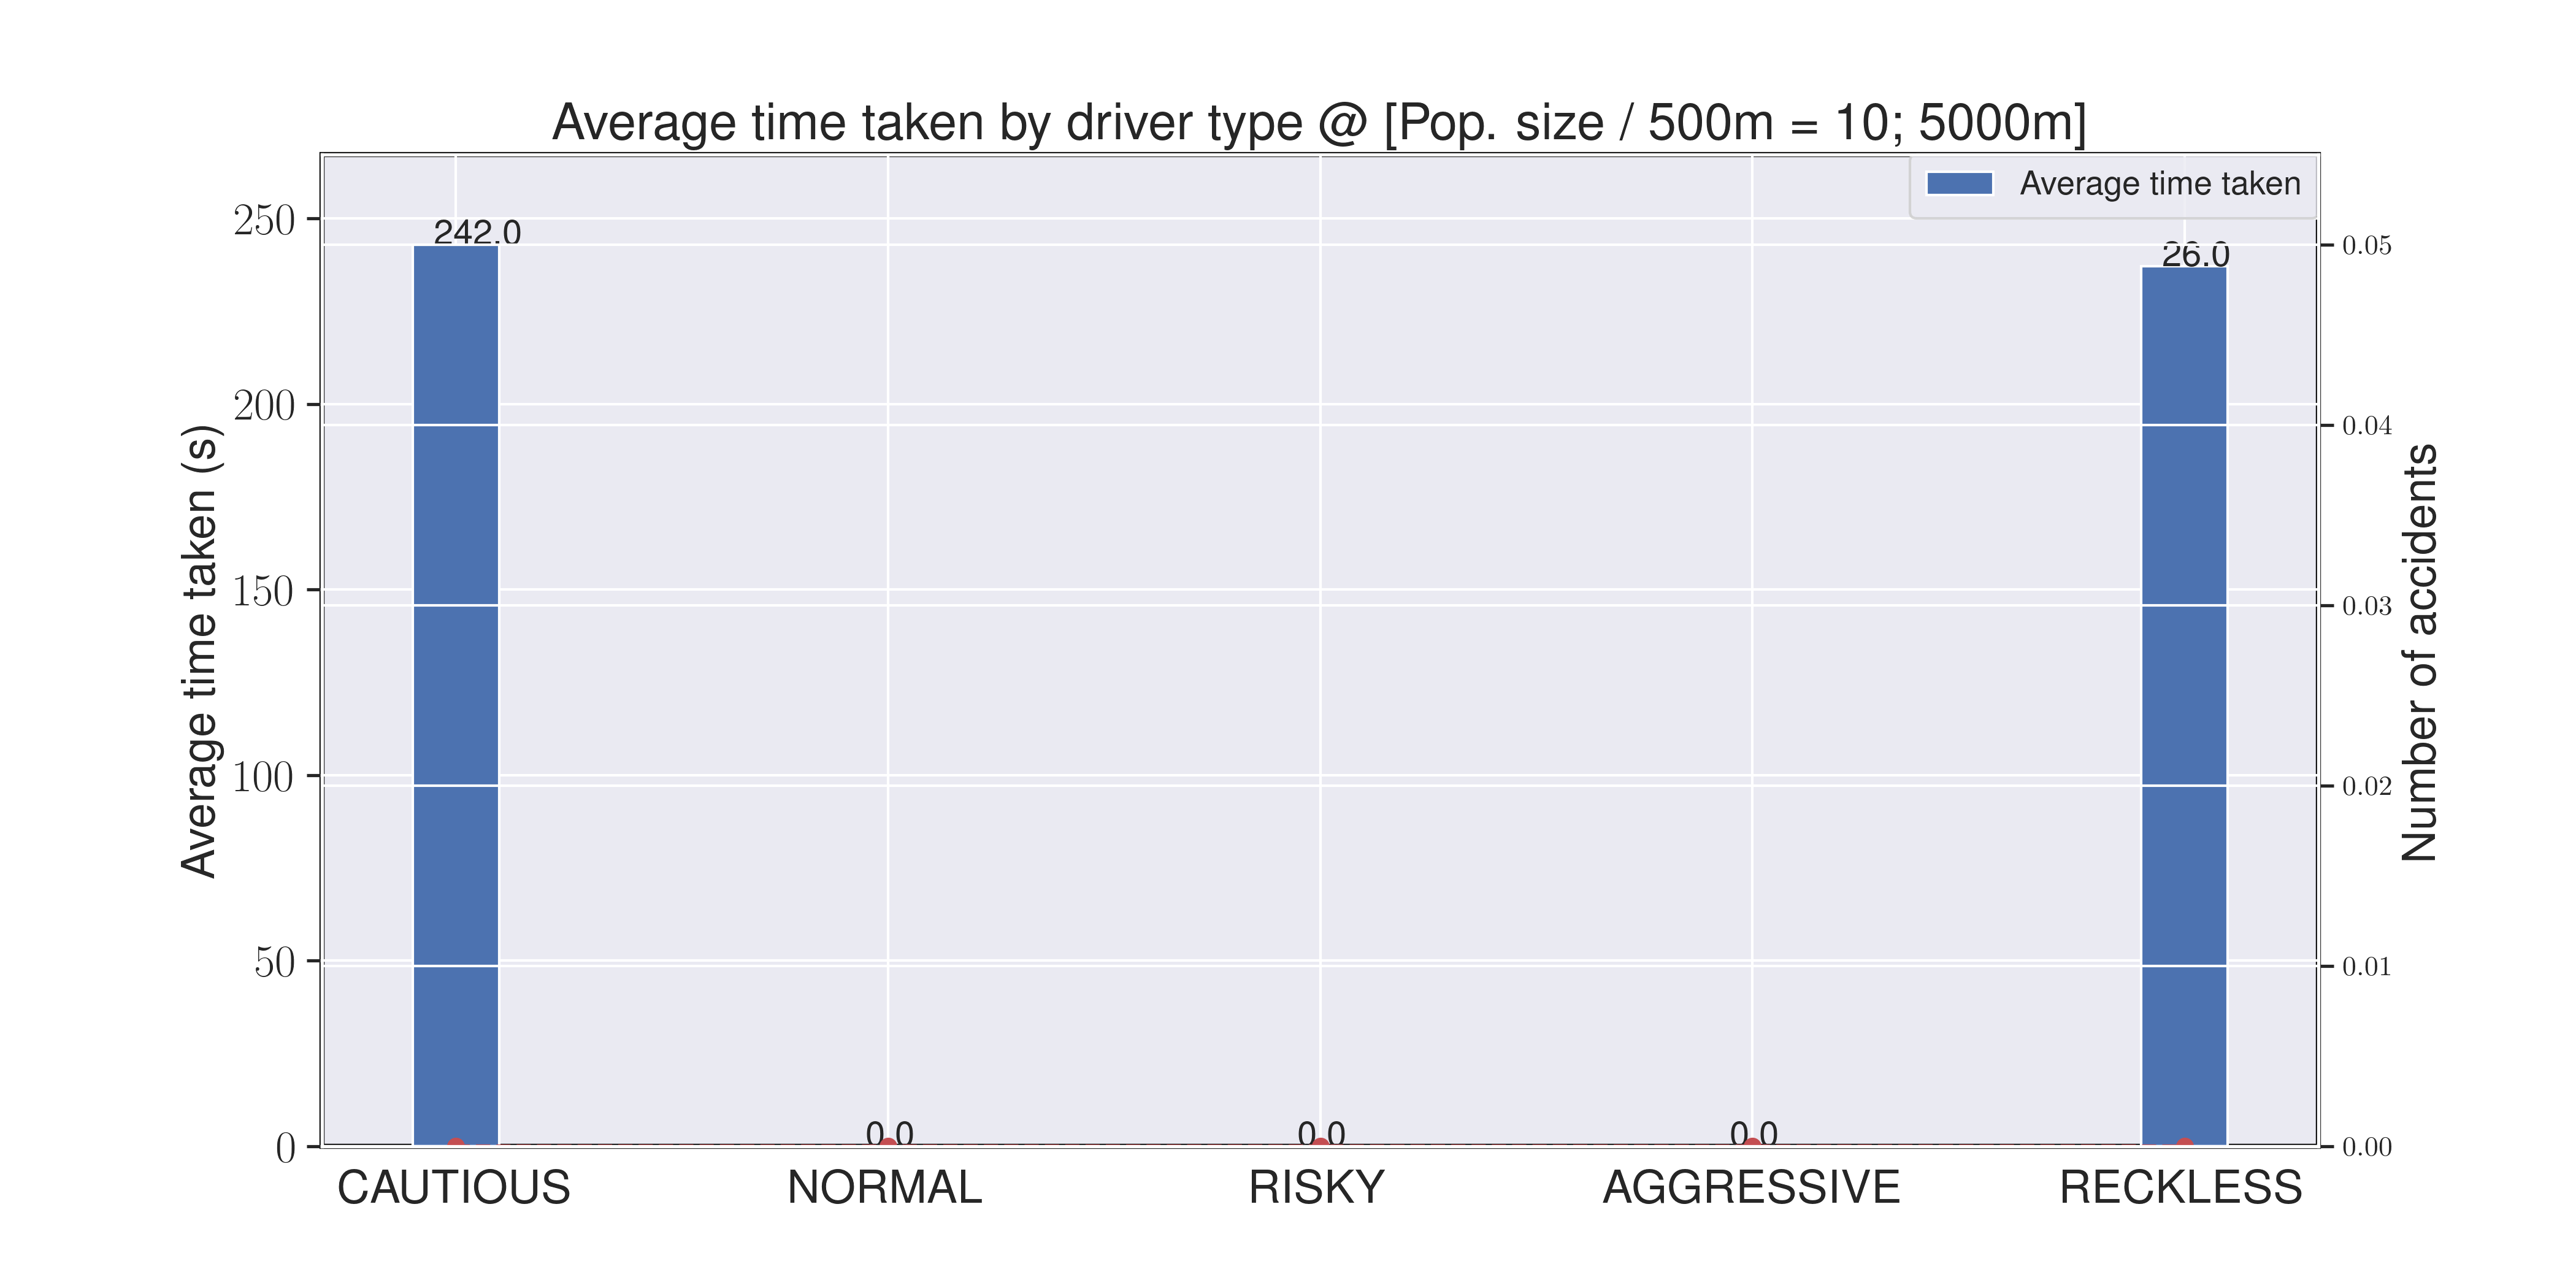 Average time taken by driver type @ [Pop. size / 500m = 10; 5000m]
Average time taken
250
200
150
100
50
0
Average time taken (s)
242.0
0.0
0.0
0.0
26.0
0.05
0.04
0.03
0.02
0.01
0.00
Number of accidents
CAUTIOUS
NORMAL
RISKY
AGGRESSIVE
RECKLESS